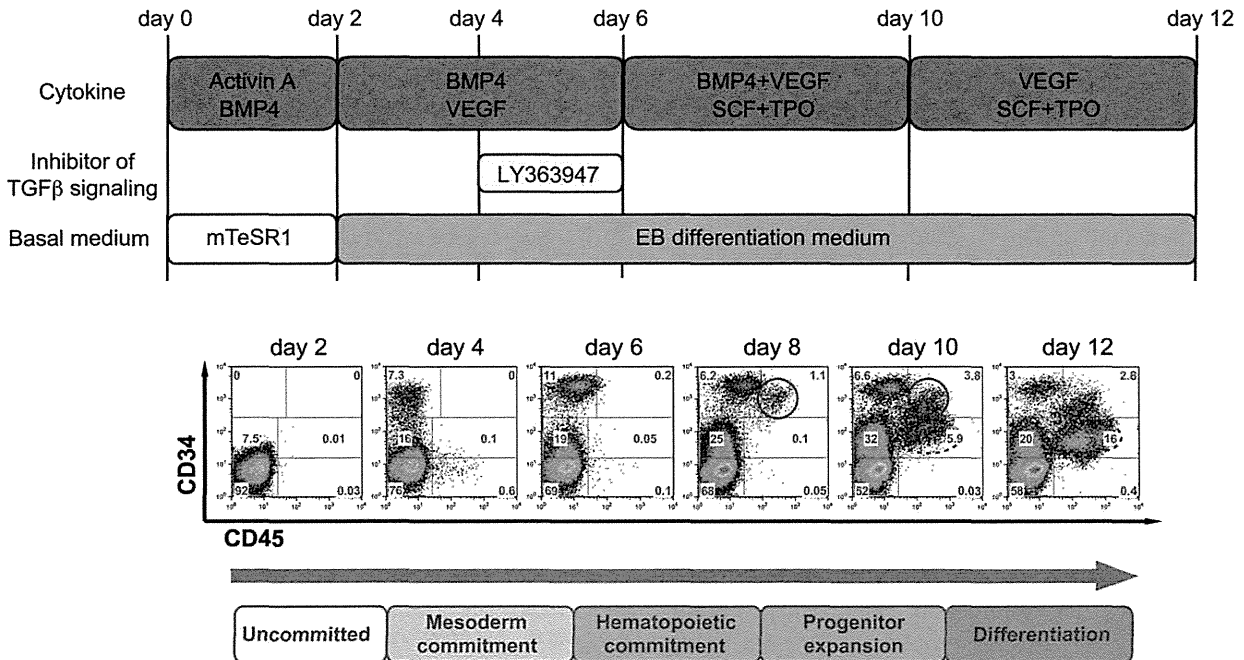 day 0 day 2 day 4 day 6 day 10 day 12
Cytokine
Activin A
BMP4
BMP4
VEGF
BMP4+VEGF
SCF+TPO
VEGF
SCF+TPO
Inhibitor of
TGFβ signaling
LY363947
Basal medium
mTeSR1
EB differentiation medium
day 2 day 4 day 6 day 8 day 10 day 12
0 0 7.3 0 11 0.2 6.2 1.1 6.6 3.8 3 2.8
7.5 0.01 16 0.1 19 0.05 25 0.1 32 5.9 20 16
92 0.03 76 0.6 69 0.1 68 0.05 52 0.03 58 0.4
CD34
CD45
Uncommitted
Mesoderm
commitment
Hematopoietic
commitment
Progenitor
expansion
Differentiation